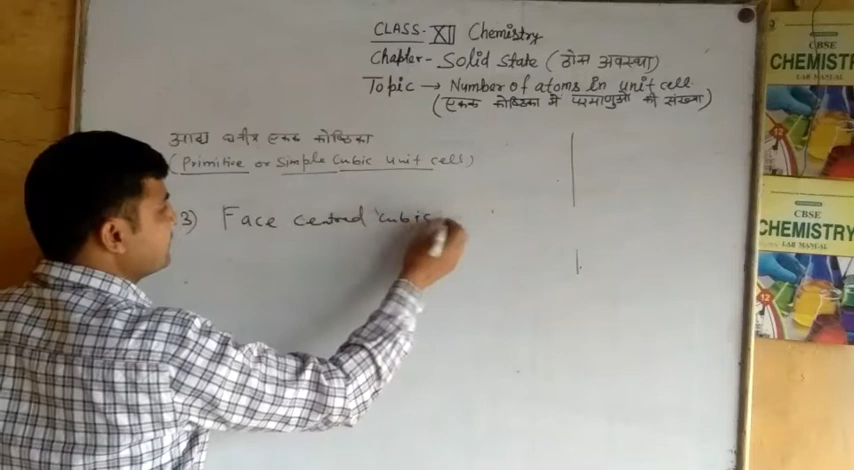 CLASS- XII Chemistry
Chapter- Solid State (ठोस अवस्था)
Topic → Number of atoms in unit cell.
(एकक कोष्ठिका में परमाणुओं की संख्या)
आद्य घनीय एकक कोष्ठिका
(Primitive or Simple Cubic unit cell)
3) Face centred cubic
CBSE
CHEMISTRY
LAB MANUAL
12
CBSE
CHEMISTRY
LAB MANUAL
12